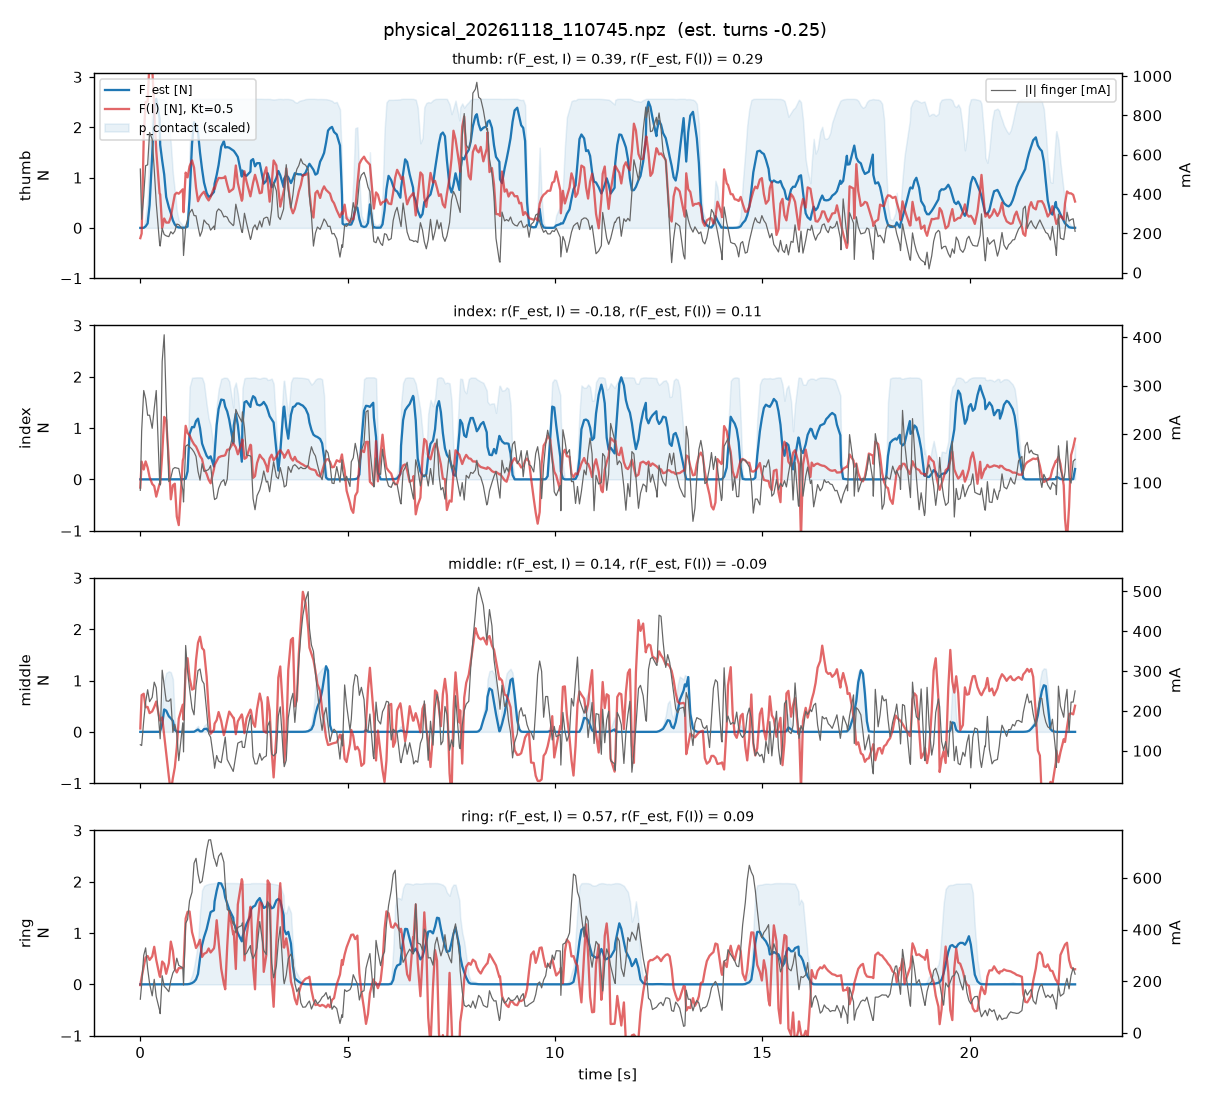 physical_20261118_110745.npz  (est. turns -0.25)
thumb: r(F_est, I) = 0.39, r(F_est, F(I)) = 0.29
F_est [N]
F(I) [N], Kt=0.5
p_contact (scaled)
|I| finger [mA]
3
2
1
0
−1
thumb
N
1000
800
600
400
200
0
mA
index: r(F_est, I) = -0.18, r(F_est, F(I)) = 0.11
3
2
1
0
−1
index
N
400
300
200
100
mA
middle: r(F_est, I) = 0.14, r(F_est, F(I)) = -0.09
3
2
1
0
−1
middle
N
500
400
300
200
100
mA
ring: r(F_est, I) = 0.57, r(F_est, F(I)) = 0.09
3
2
1
0
−1
ring
N
600
400
200
0
mA
0
5
10
15
20
time [s]